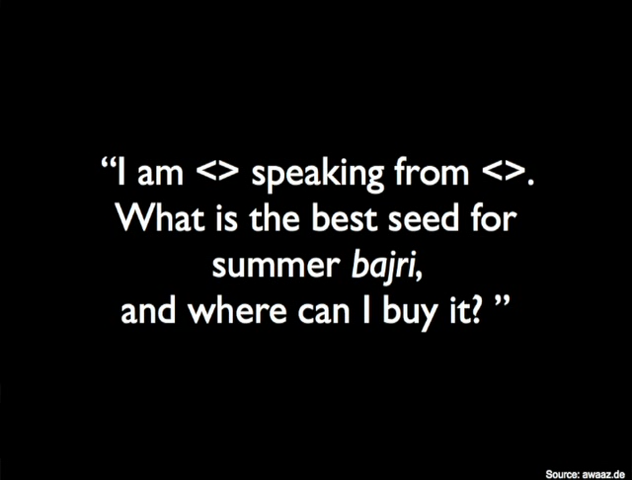 “I am <> speaking from <>.
What is the best seed for
summer bajri,
and where can I buy it? ”
Source: awaaz.de